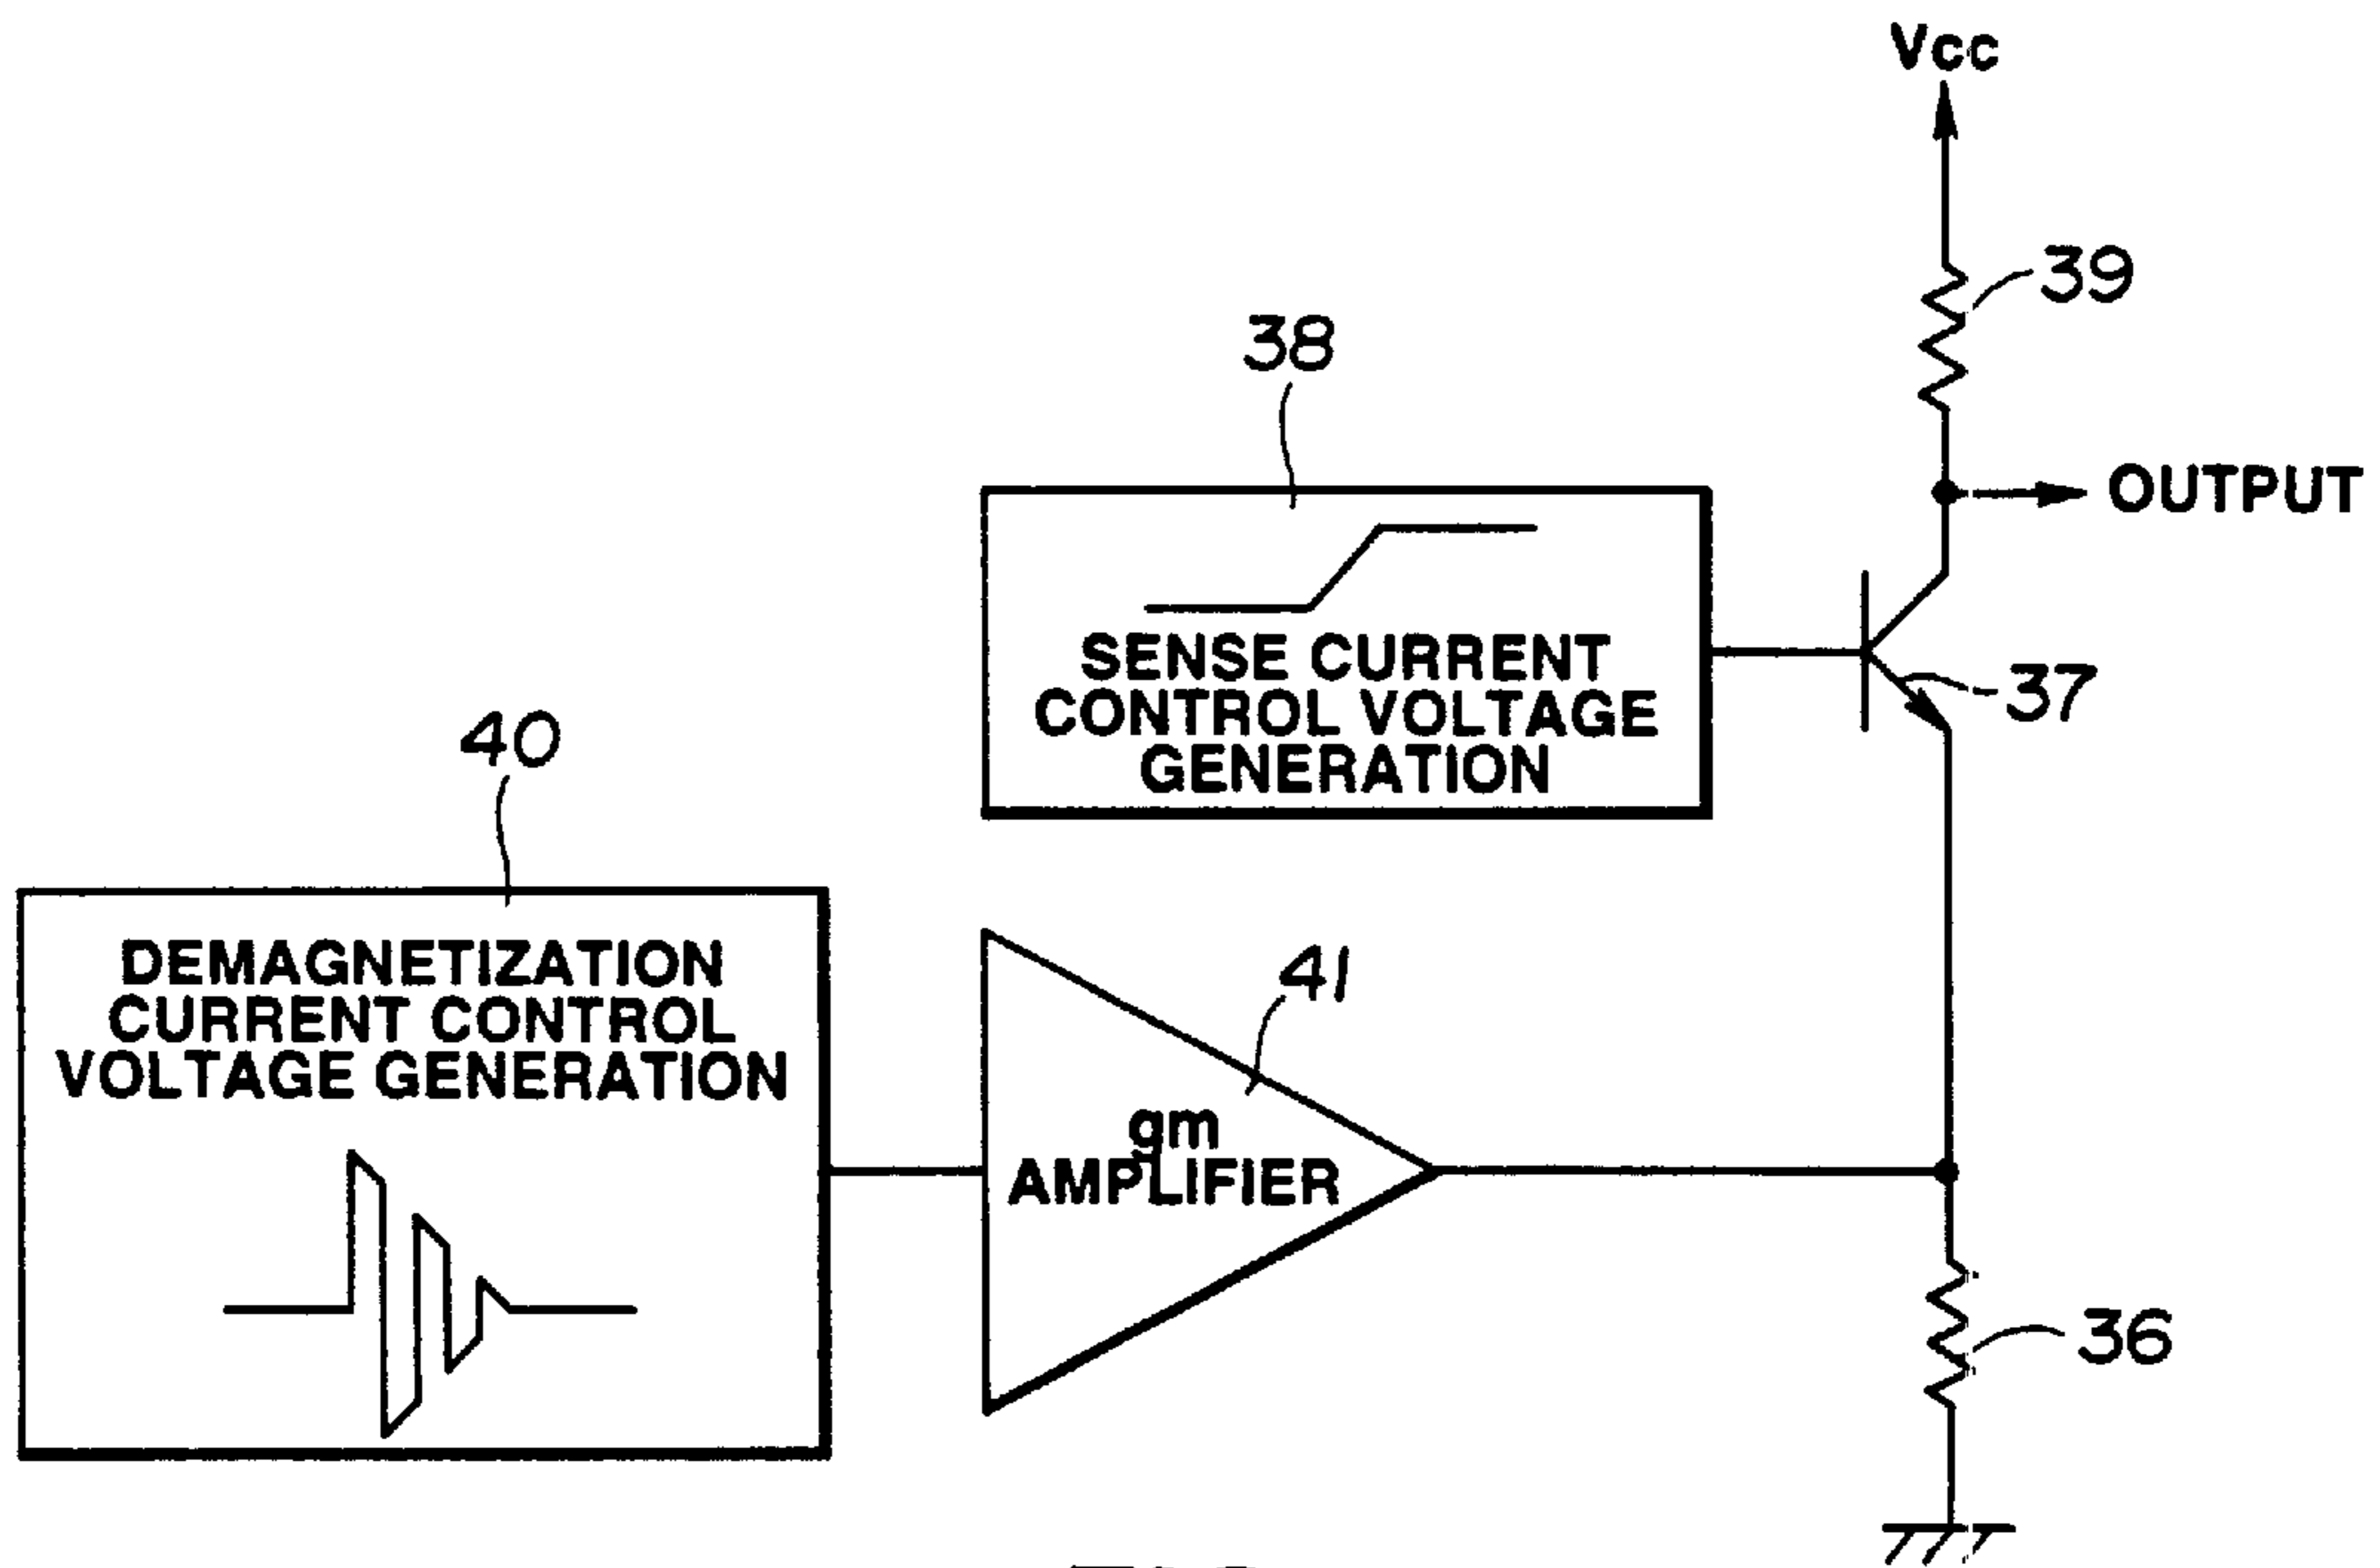 Vcc
39
38
OUTPUT
SENSE CURRENT
CONTROL VOLTAGE
GENERATION
37
40
DEMAGNETIZATION
CURRENT CONTROL
VOLTAGE GENERATION
41
gm
AMPLIFIER
36